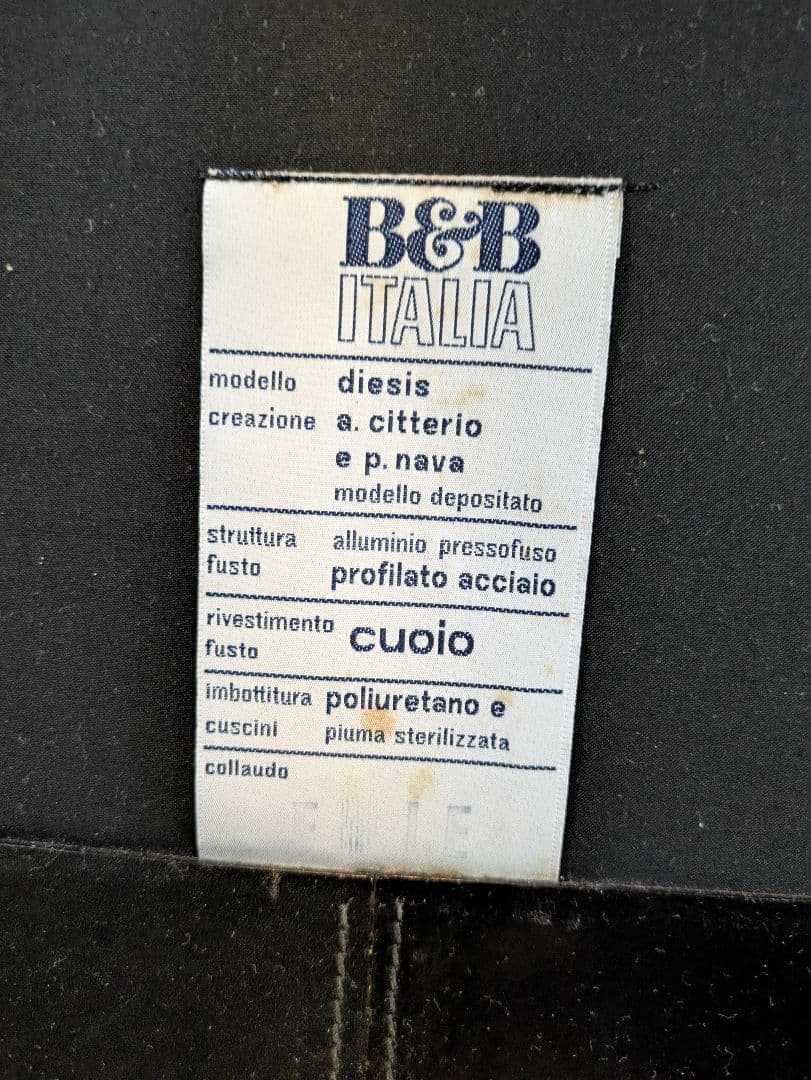 B&B
ITALIA
modello diesis
creazione a. citterio
e p. nava
modello depositato
struttura alluminio pressofuso
fusto profilato acciaio
rivestimento cuoio
fusto
imbottitura poliuretano e
cuscini piuma sterilizzata
collaudo